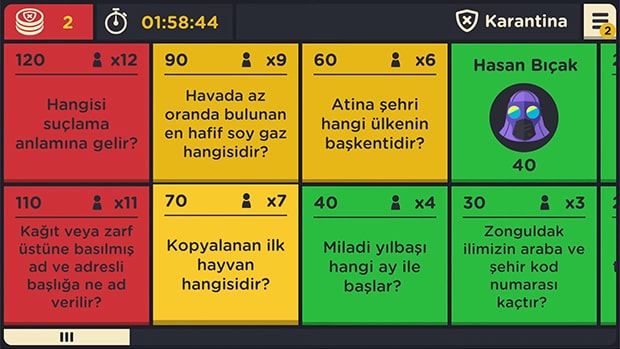 2
01:58:44
Karantina
2
120 x12
Hangisi
suçlama
anlamına gelir?
90 x9
Havada az
oranda bulunan
en hafif soy gaz
hangisidir?
60 x6
Atina şehri
hangi ülkenin
başkentidir?
Hasan Bıçak
40
110 x11
Kağıt veya zarf
üstüne basılmış
ad ve adresli
başlığa ne ad
verilir?
70 x7
Kopyalanan ilk
hayvan
hangisidir?
40 x4
Miladi yılbaşı
hangi ay ile
başlar?
30 x3
Zonguldak
ilimizin araba ve
şehir kod
numarası
kaçtır?